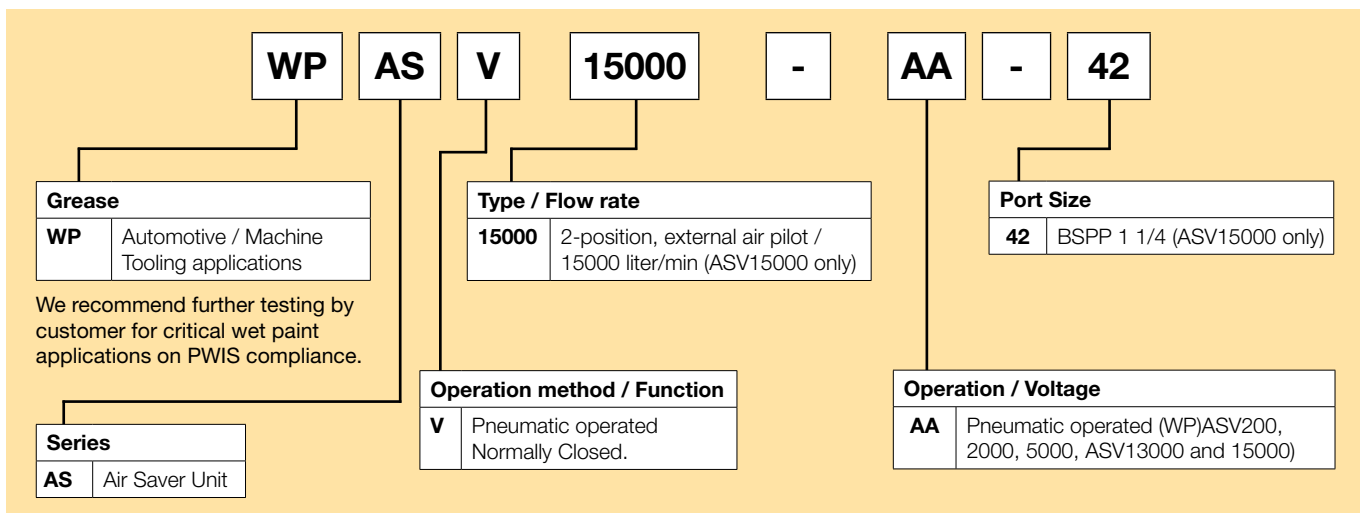 WP AS V 15000 - AA - 42
Grease
WP Automotive / Machine
Tooling applications
We recommend further testing by
customer for critical wet paint
applications on PWIS compliance.
Series
AS Air Saver Unit
Operation method / Function
V Pneumatic operated
Normally Closed.
Type / Flow rate
15000 2-position, external air pilot /
15000 liter/min (ASV15000 only)
Operation / Voltage
AA Pneumatic operated (WP)ASV200,
2000, 5000, ASV13000 and 15000)
Port Size
42 BSPP 1 1/4 (ASV15000 only)